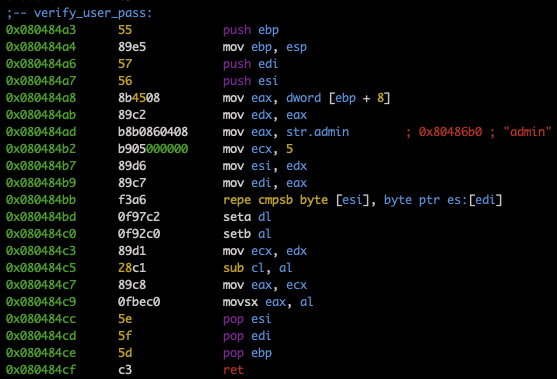 ;-- verify_user_pass:
0x080484a3 55 push ebp
0x080484a4 89e5 mov ebp, esp
0x080484a6 57 push edi
0x080484a7 56 push esi
0x080484a8 8b4508 mov eax, dword [ebp + 8]
0x080484ab 89c2 mov edx, eax
0x080484ad b8b0860408 mov eax, str.admin ; 0x80486b0 ; "admin"
0x080484b2 b905000000 mov ecx, 5
0x080484b7 89d6 mov esi, edx
0x080484b9 89c7 mov edi, eax
0x080484bb f3a6 repe cmpsb byte [esi], byte ptr es:[edi]
0x080484bd 0f97c2 seta dl
0x080484c0 0f92c0 setb al
0x080484c3 89d1 mov ecx, edx
0x080484c5 28c1 sub cl, al
0x080484c7 89c8 mov eax, ecx
0x080484c9 0fbec0 movsx eax, al
0x080484cc 5e pop esi
0x080484cd 5f pop edi
0x080484ce 5d pop ebp
0x080484cf c3 ret